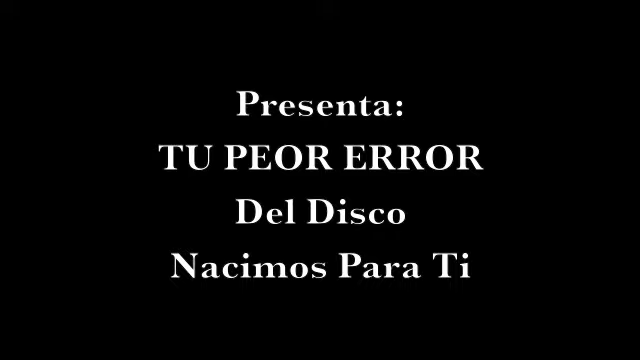 Presenta:
TU PEOR ERROR
Del Disco
Nacimos Para Ti